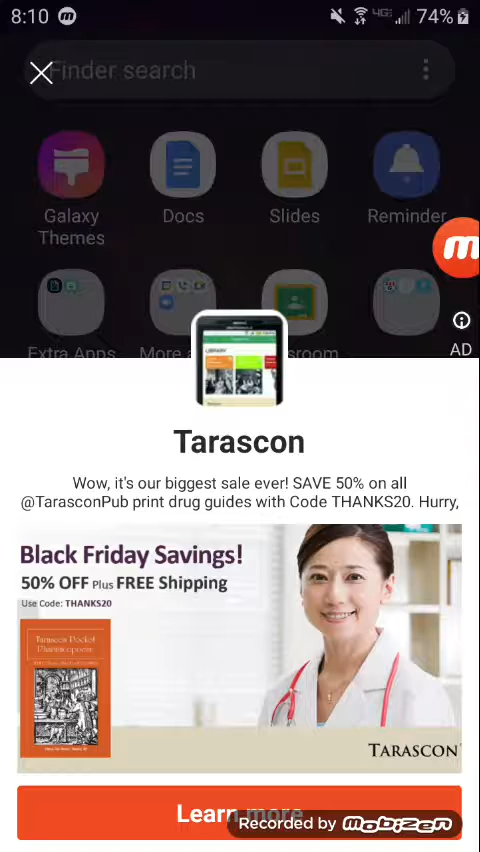 8:10
74%
Finder search
Galaxy
Themes
Docs
Slides
Reminder
Extra Apps
AD
Tarascon
Wow, it's our biggest sale ever! SAVE 50% on all
@TarasconPub print drug guides with Code THANKS20. Hurry,
Black Friday Savings!
50% OFF Plus FREE Shipping
Use Code: THANKS20
Tarascon Pocket
Pharmacopoeia
TARASCON
Learn more
Recorded by mobizen